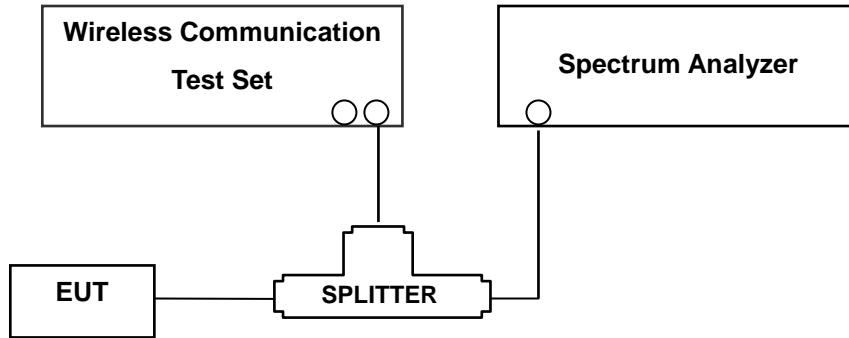 Wireless Communication
Test Set
Spectrum Analyzer
EUT
SPLITTER